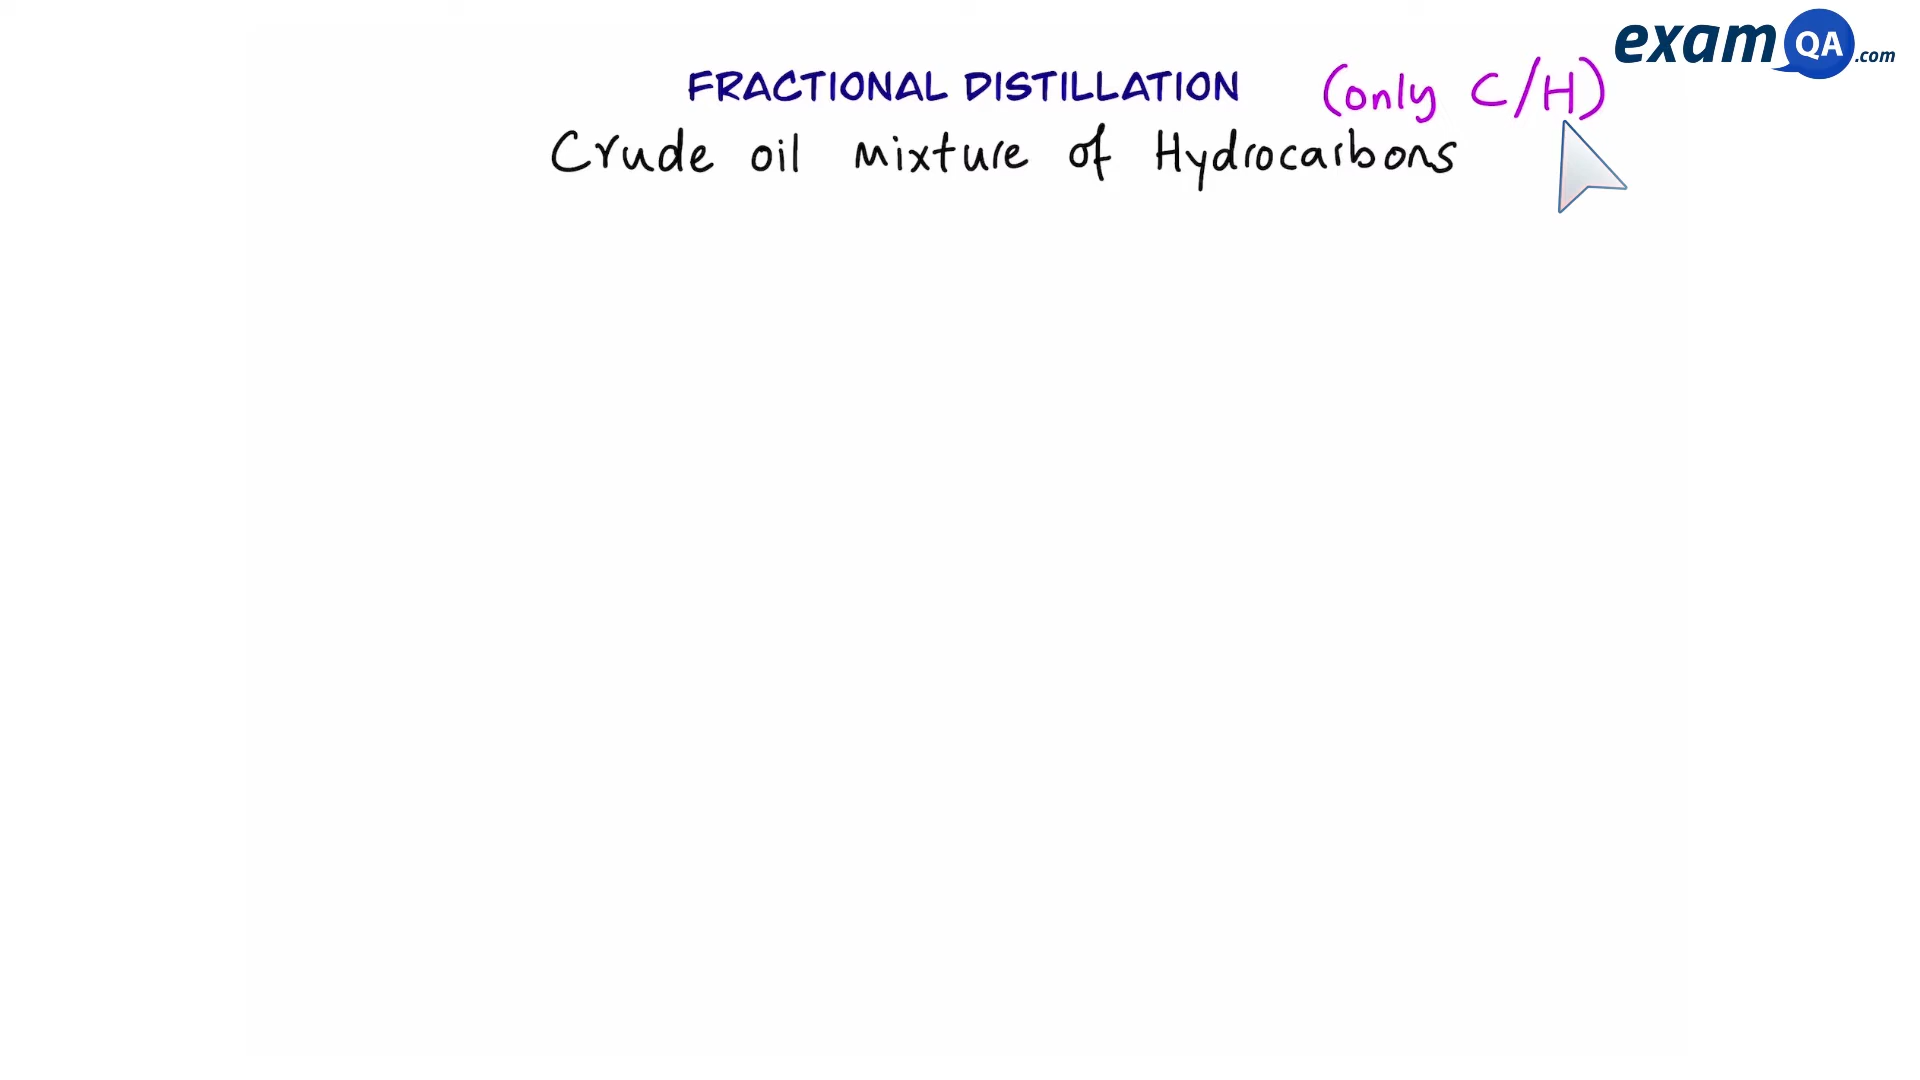 examQA.com
FRACTIONAL DISTILLATION (only C/H)
Crude oil mixture of Hydrocarbons